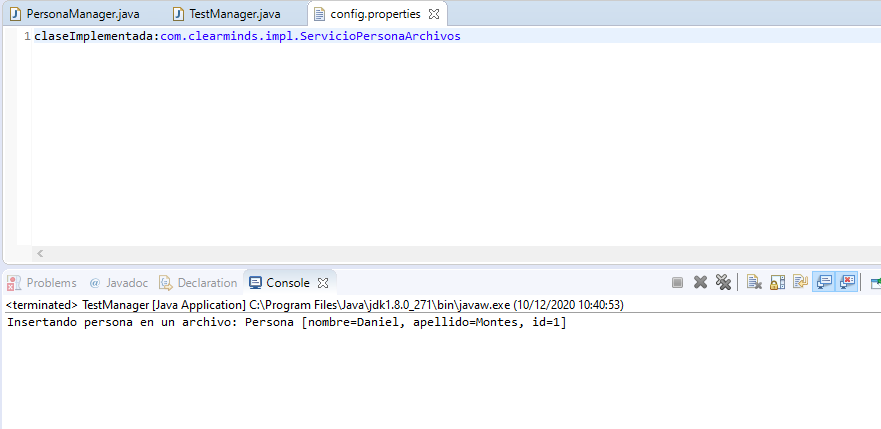 PersonaManager.java TestManager.java config.properties
1 claseImplementada:com.clearminds.impl.ServicioPersonaArchivos
Problems @ Javadoc Declaration Console
<terminated> TestManager [Java Application] C:\Program Files\Java\jdk1.8.0_271\bin\javaw.exe (10/12/2020 10:40:53)
Insertando persona en un archivo: Persona [nombre=Daniel, apellido=Montes, id=1]